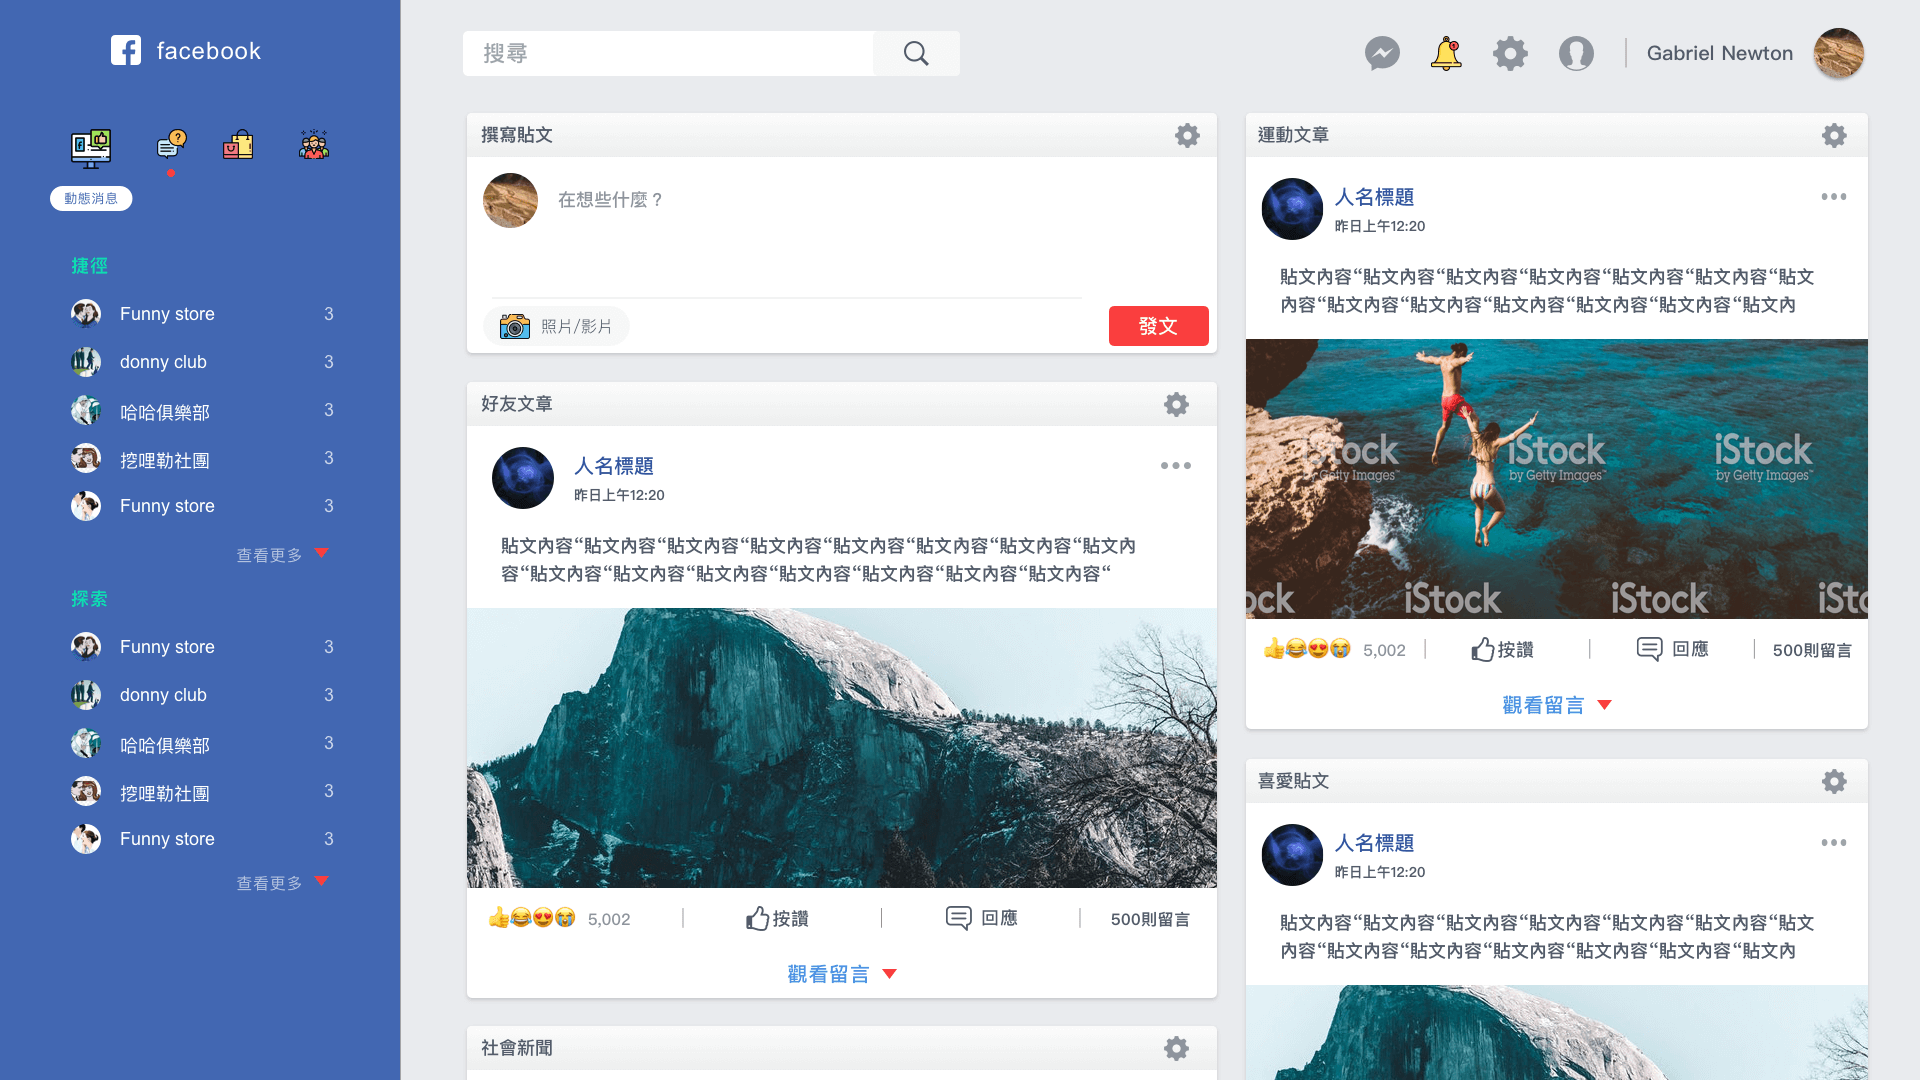 facebook
動態消息
捷徑
Funny store 3
donny club 3
哈哈俱樂部 3
挖哩勒社團 3
Funny store 3
查看更多
探索
Funny store 3
donny club 3
哈哈俱樂部 3
挖哩勒社團 3
Funny store 3
查看更多
搜尋
Gabriel Newton
撰寫貼文
在想些什麼？
照片/影片
發文
好友文章
人名標題
昨日上午12:20
貼文內容“貼文內容“貼文內容“貼文內容“貼文內容“貼文內容“貼文內容“貼文內
容“貼文內容“貼文內容“貼文內容“貼文內容“貼文內容“貼文內容“貼文內容“
5,002
按讚
回應
500則留言
觀看留言
社會新聞
運動文章
人名標題
昨日上午12:20
貼文內容“貼文內容“貼文內容“貼文內容“貼文內容“貼文內容“貼文
內容“貼文內容“貼文內容“貼文內容“貼文內容“貼文內容“貼文內
iStock iStock iStock
by Getty Images™ by Getty Images™ by Getty Images™
ock iStock iStock iSto
5,002
按讚
回應
500則留言
觀看留言
喜愛貼文
人名標題
昨日上午12:20
貼文內容“貼文內容“貼文內容“貼文內容“貼文內容“貼文內容“貼文
內容“貼文內容“貼文內容“貼文內容“貼文內容“貼文內容“貼文內